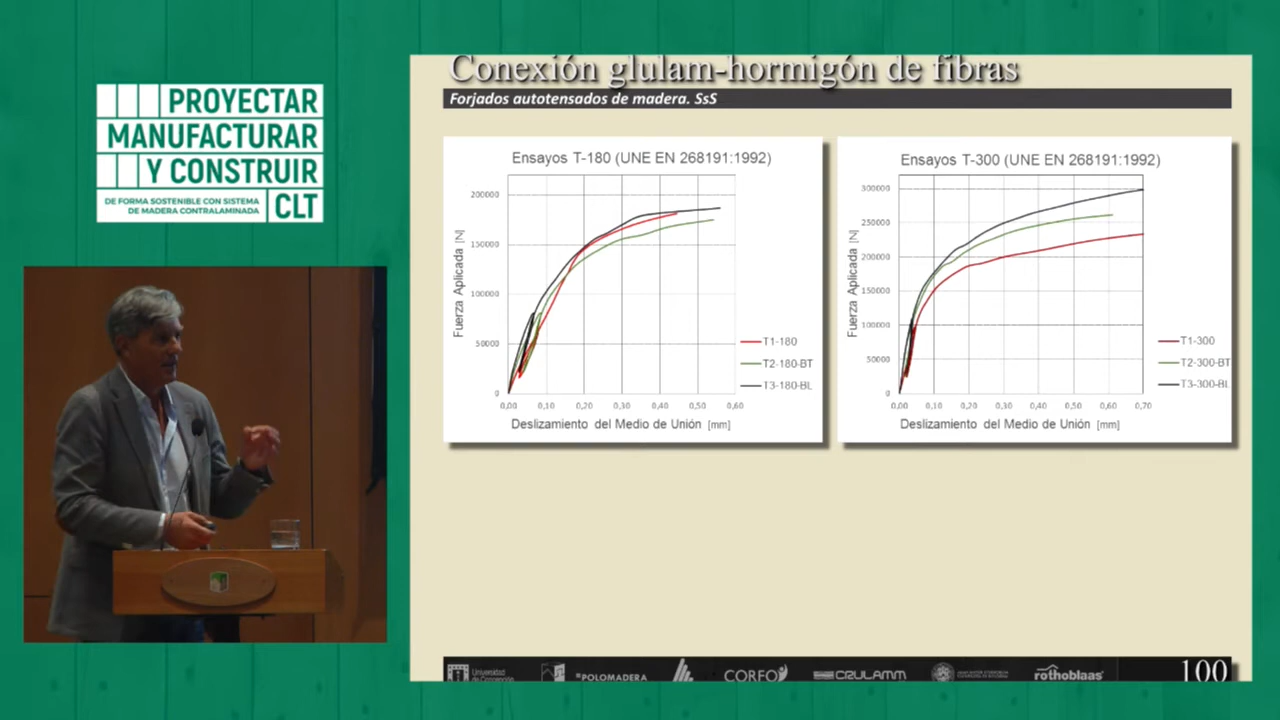 PROYECTAR
MANUFACTURAR
Y CONSTRUIR
DE FORMA SOSTENIBLE CON SISTEMA
DE MADERA CONTRALAMINADA
CLT
Conexión glulam-hormigón de fibras
Forjados autotensados de madera. SsS
Ensayos T-180 (UNE EN 268191:1992)
Fuerza Aplicada [N]
200000
150000
100000
50000
0
0,00 0,10 0,20 0,30 0,40 0,50 0,60
Deslizamiento del Medio de Unión [mm]
T1-180
T2-180-BT
T3-180-BL
Ensayos T-300 (UNE EN 268191:1992)
Fuerza Aplicada [N]
300000
250000
200000
150000
100000
50000
0
0,00 0,10 0,20 0,30 0,40 0,50 0,60 0,70
Deslizamiento del Medio de Unión [mm]
T1-300
T2-300-BT
T3-300-BL
Universidad de Concepción
POLOMADERA
CORFO
CRULAMM
rothoblaas
100